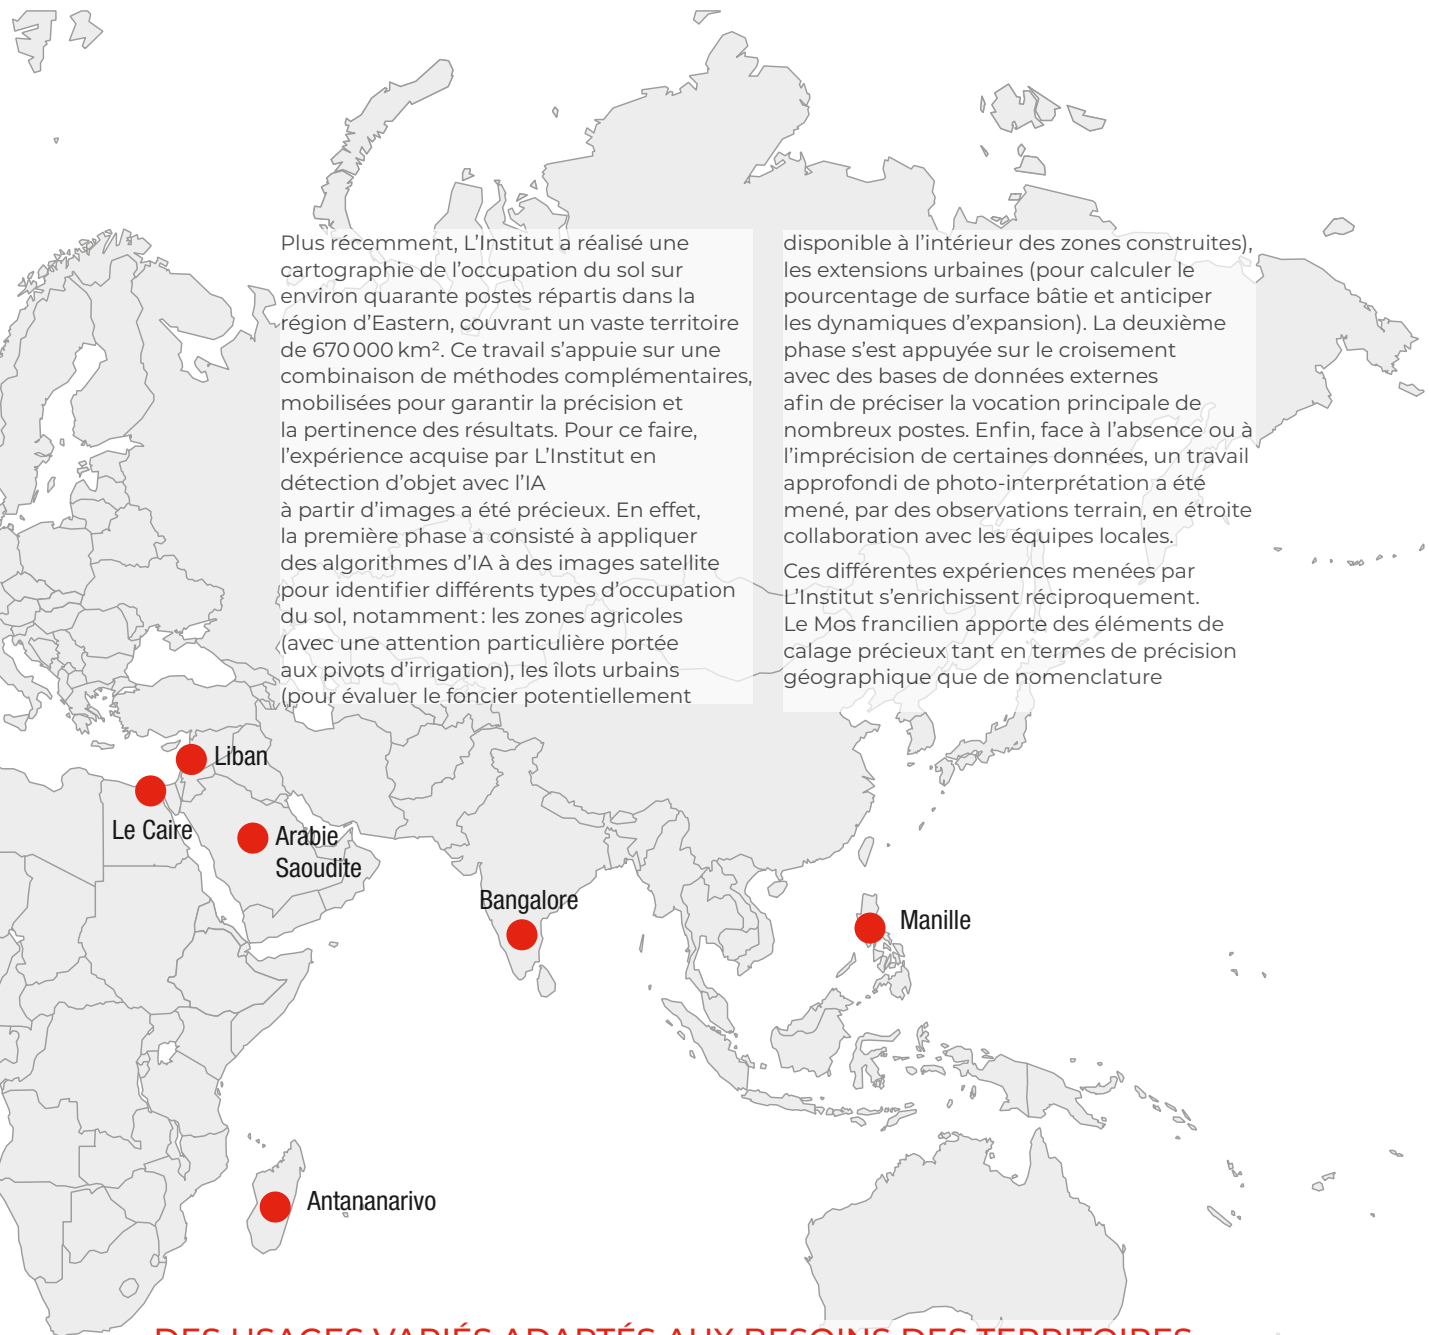 Plus récemment, L’Institut a réalisé une
cartographie de l’occupation du sol sur
environ quarante postes répartis dans la
région d’Eastern, couvrant un vaste territoire
de 670 000 km². Ce travail s’appuie sur une
combinaison de méthodes complémentaires,
mobilisées pour garantir la précision et
la pertinence des résultats. Pour ce faire,
l’expérience acquise par L’Institut en
détection d’objet avec l’IA
à partir d’images a été précieux. En effet,
la première phase a consisté à appliquer
des algorithmes d’IA à des images satellite
pour identifier différents types d’occupation
du sol, notamment : les zones agricoles
(avec une attention particulière portée
aux pivots d’irrigation), les îlots urbains
(pour évaluer le foncier potentiellement
disponible à l’intérieur des zones construites),
les extensions urbaines (pour calculer le
pourcentage de surface bâtie et anticiper
les dynamiques d’expansion). La deuxième
phase s’est appuyée sur le croisement
avec des bases de données externes
afin de préciser la vocation principale de
nombreux postes. Enfin, face à l’absence ou à
l’imprécision de certaines données, un travail
approfondi de photo-interprétation a été
mené, par des observations terrain, en étroite
collaboration avec les équipes locales.
Ces différentes expériences menées par
L’Institut s’enrichissent réciproquement.
Le Mos francilien apporte des éléments de
calage précieux tant en termes de précision
géographique que de nomenclature
Liban
Le Caire
Arabie
Saoudite
Bangalore
Manille
Antananarivo
DES USAGES VARIÉS ADAPTÉS AUX BESOINS DES TERRITOIRES